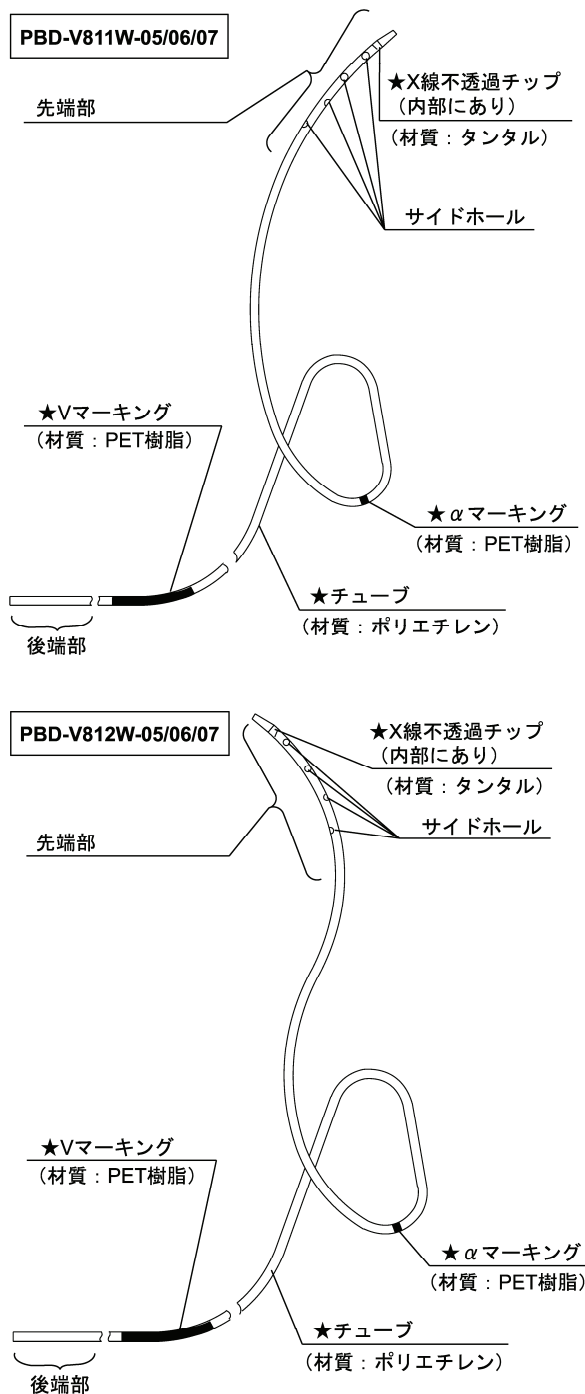 PBD-V811W-05/06/07
★X線不透過チップ
（内部にあり）
（材質：タンタル）
先端部
サイドホール
★Vマーキング
（材質：PET樹脂）
★αマーキング
（材質：PET樹脂）
★チューブ
（材質：ポリエチレン）
後端部
PBD-V812W-05/06/07
★X線不透過チップ
（内部にあり）
（材質：タンタル）
サイドホール
先端部
★Vマーキング
（材質：PET樹脂）
★αマーキング
（材質：PET樹脂）
★チューブ
（材質：ポリエチレン）
後端部